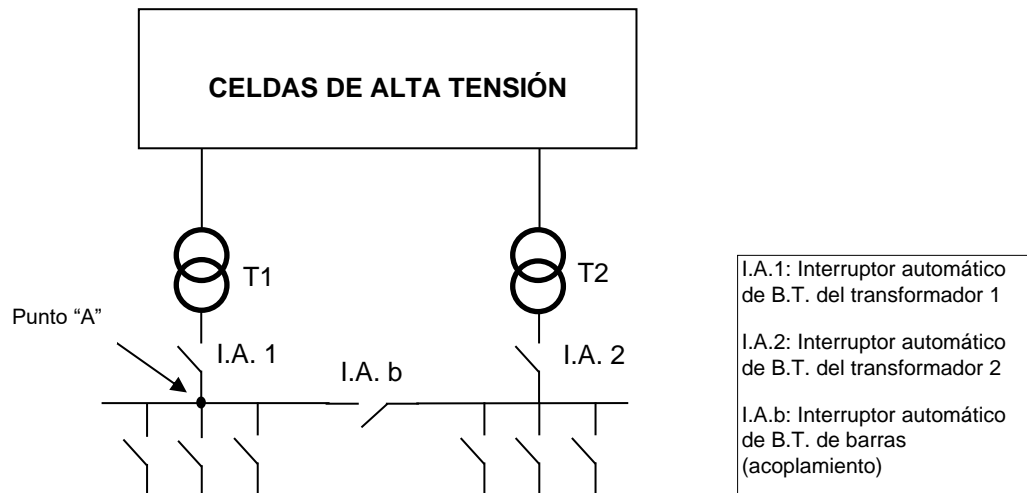 CELDAS DE ALTA TENSIÓN
T1
T2
Punto “A”
I.A. 1
I.A. b
I.A. 2
I.A.1: Interruptor automático
de B.T. del transformador 1
I.A.2: Interruptor automático
de B.T. del transformador 2
I.A.b: Interruptor automático
de B.T. de barras
(acoplamiento)